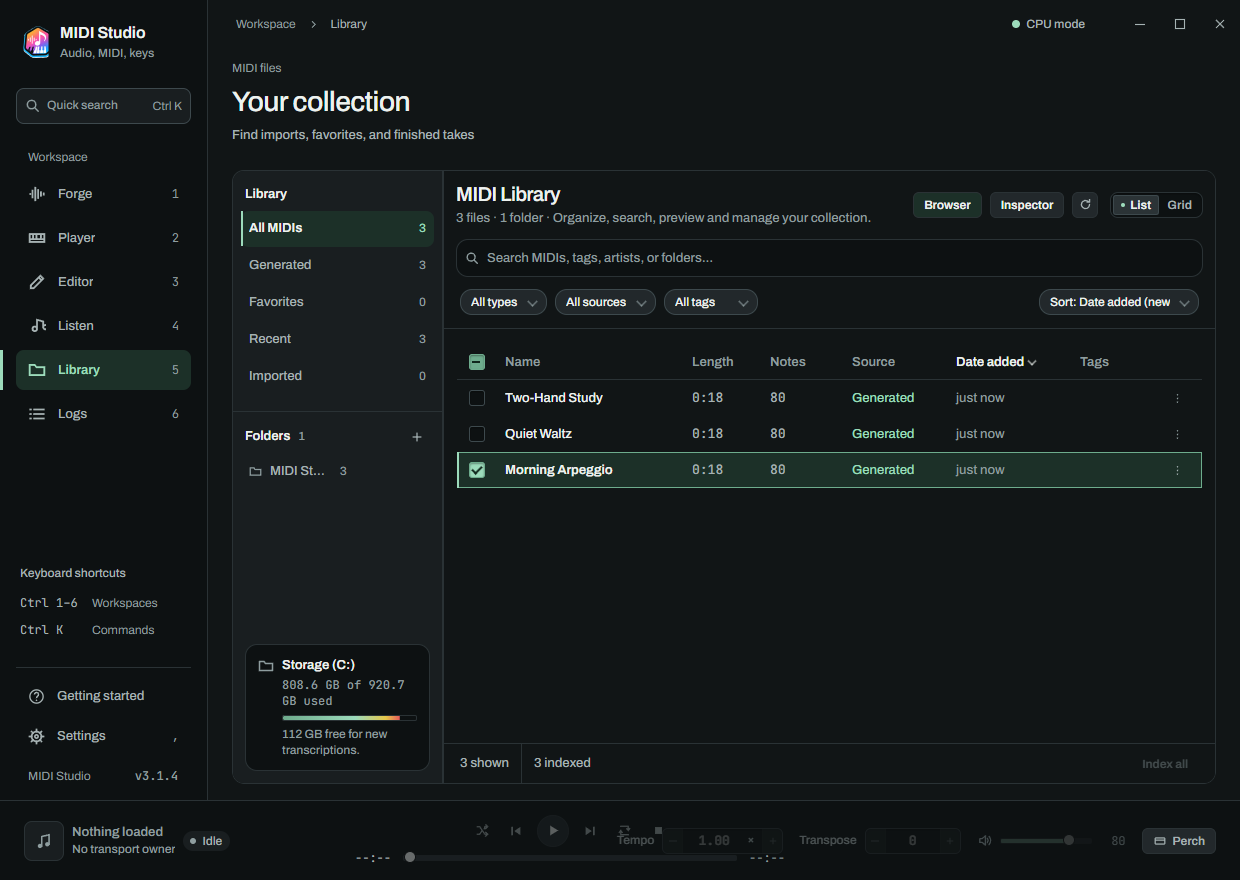 MIDI Studio
Audio, MIDI, keys
Quick search Ctrl K
Workspace
Forge 1
Player 2
Editor 3
Listen 4
Library 5
Logs 6
Keyboard shortcuts
Ctrl 1–6 Workspaces
Ctrl K Commands
Getting started
Settings ,
MIDI Studio v3.1.4
Workspace Library
CPU mode
MIDI files
Your collection
Find imports, favorites, and finished takes
Library
All MIDIs 3
Generated 3
Favorites 0
Recent 3
Imported 0
Folders 1 +
MIDI St... 3
Storage (C:)
808.6 GB of 920.7
GB used
112 GB free for new
transcriptions.
MIDI Library
3 files · 1 folder · Organize, search, preview and manage your collection.
Browser Inspector • List Grid
Search MIDIs, tags, artists, or folders...
All types All sources All tags Sort: Date added (new
Name Length Notes Source Date added Tags
Two-Hand Study 0:18 80 Generated just now
Quiet Waltz 0:18 80 Generated just now
Morning Arpeggio 0:18 80 Generated just now
3 shown 3 indexed Index all
Nothing loaded
No transport owner
Idle
--:-- --:--
Tempo − 1.00 × +
Transpose − 0 +
80
Perch